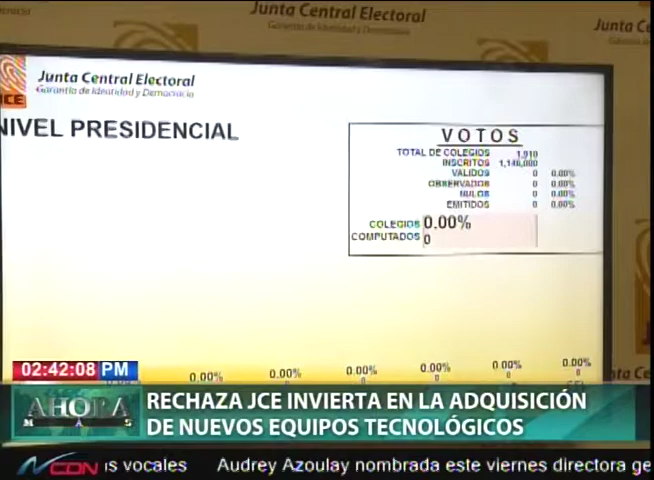 Junta Central Electoral
Garantía de Identidad y Democracia
Junta Ce
Junta Central Electoral
Garantía de Identidad y Democracia
JCE
NIVEL PRESIDENCIAL
VOTOS
TOTAL DE COLEGIOS 1,910
INSCRITOS 1,146,000
VALIDOS 0 0.00%
OBSERVADOS 0 0.00%
NULOS 0 0.00%
EMITIDOS 0 0.00%
COLEGIOS 0.00%
COMPUTADOS 0
0.00% 0.00% 0.00% 0.00% 0.00% 0.00%
02:42:08 PM
AHORA
MAS
RECHAZA JCE INVIERTA EN LA ADQUISICIÓN
DE NUEVOS EQUIPOS TECNOLÓGICOS
NCDN
as vocales Audrey Azoulay nombrada este viernes directora ge